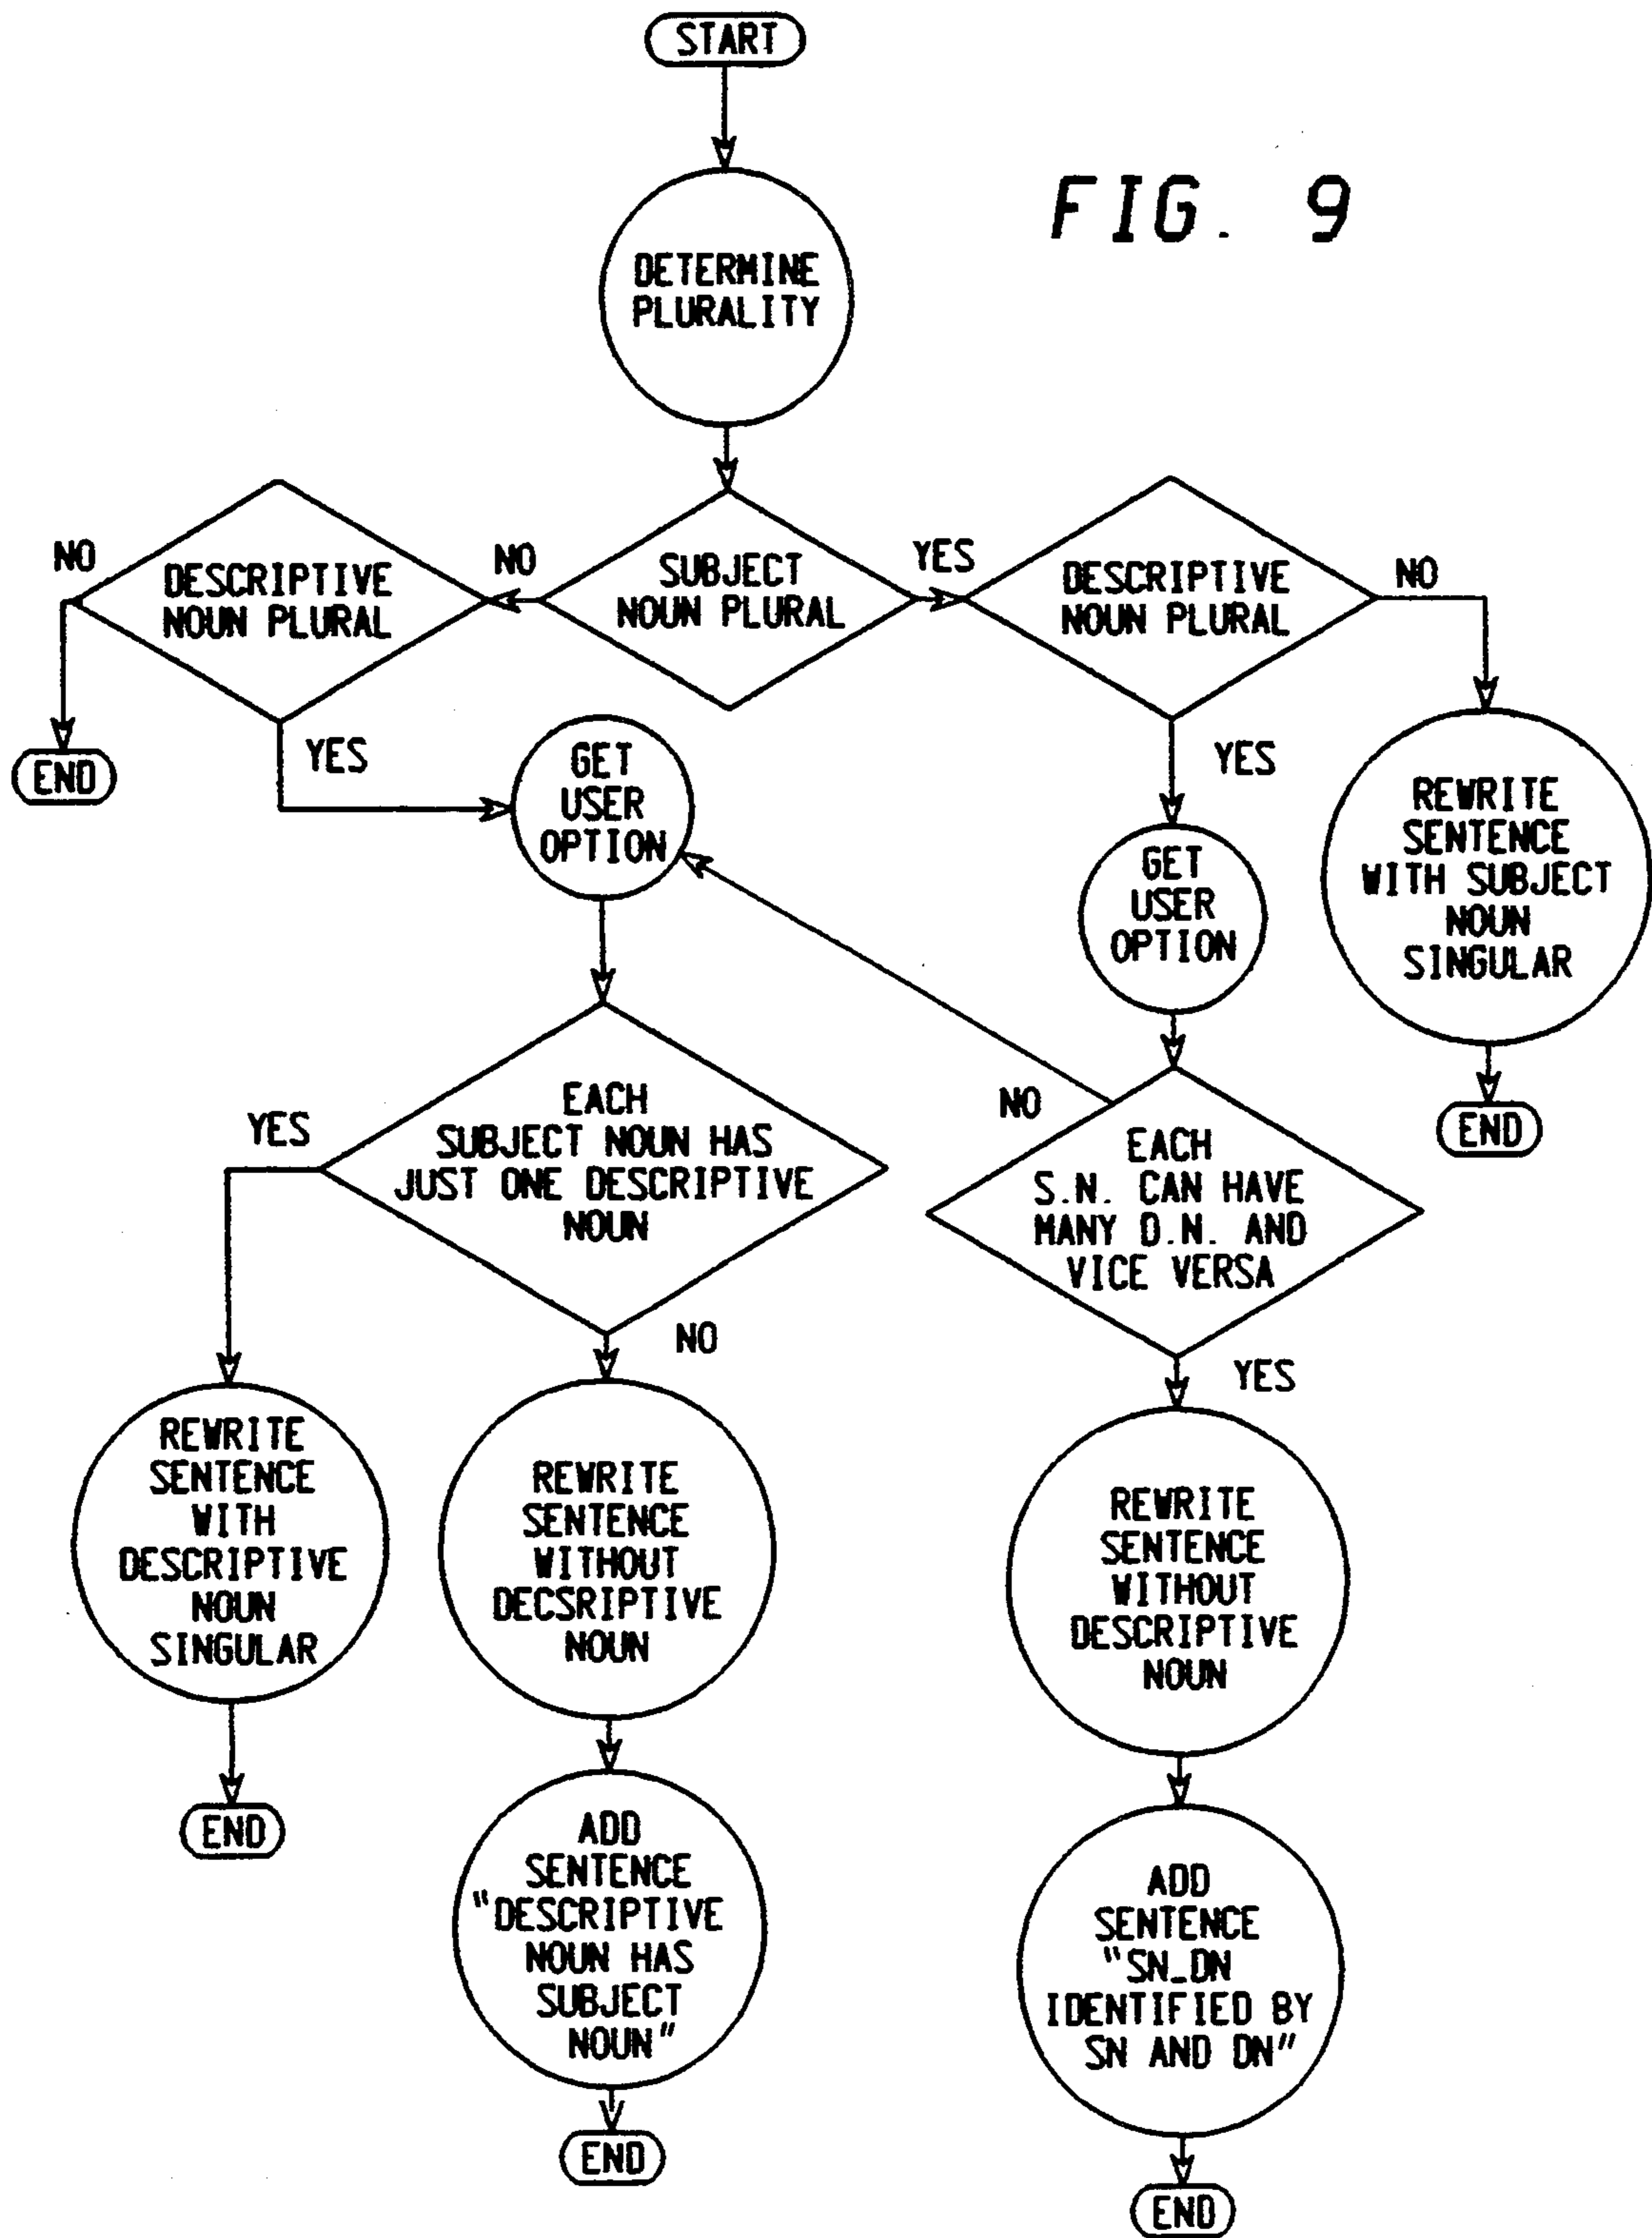 START
FIG. 9
DETERMINE
PLURALITY
NO
DESCRIPTIVE
NOUN PLURAL
NO
SUBJECT
NOUN PLURAL
YES
DESCRIPTIVE
NOUN PLURAL
NO
END
YES
GET
USER
OPTION
YES
GET
USER
OPTION
REWRITE
SENTENCE
WITH SUBJECT
NOUN
SINGULAR
END
YES
EACH
SUBJECT NOUN HAS
JUST ONE DESCRIPTIVE
NOUN
NO
NO
EACH
S.N. CAN HAVE
MANY D.N. AND
VICE VERSA
YES
REWRITE
SENTENCE
WITH
DESCRIPTIVE
NOUN
SINGULAR
END
REWRITE
SENTENCE
WITHOUT
DECSRIPTIVE
NOUN
ADD
SENTENCE
"DESCRIPTIVE
NOUN HAS
SUBJECT
NOUN"
END
REWRITE
SENTENCE
WITHOUT
DESCRIPTIVE
NOUN
ADD
SENTENCE
"SN_DN
IDENTIFIED BY
SN AND DN"
END